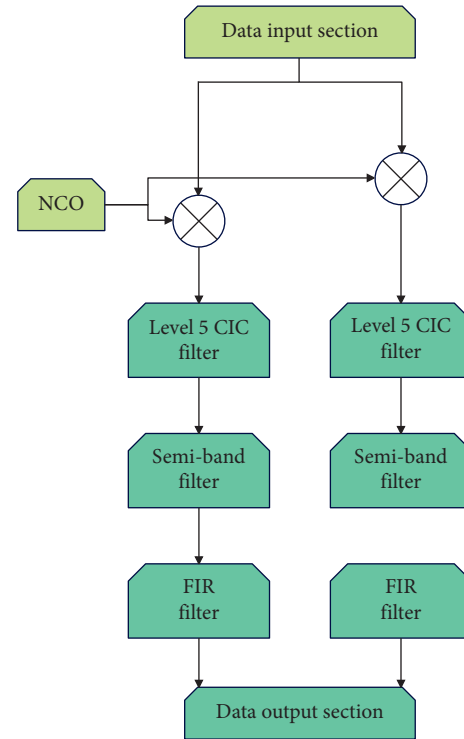 Data input section
NCO
Level 5 CIC
filter
Level 5 CIC
filter
Semi-band
filter
Semi-band
filter
FIR
filter
FIR
filter
Data output section